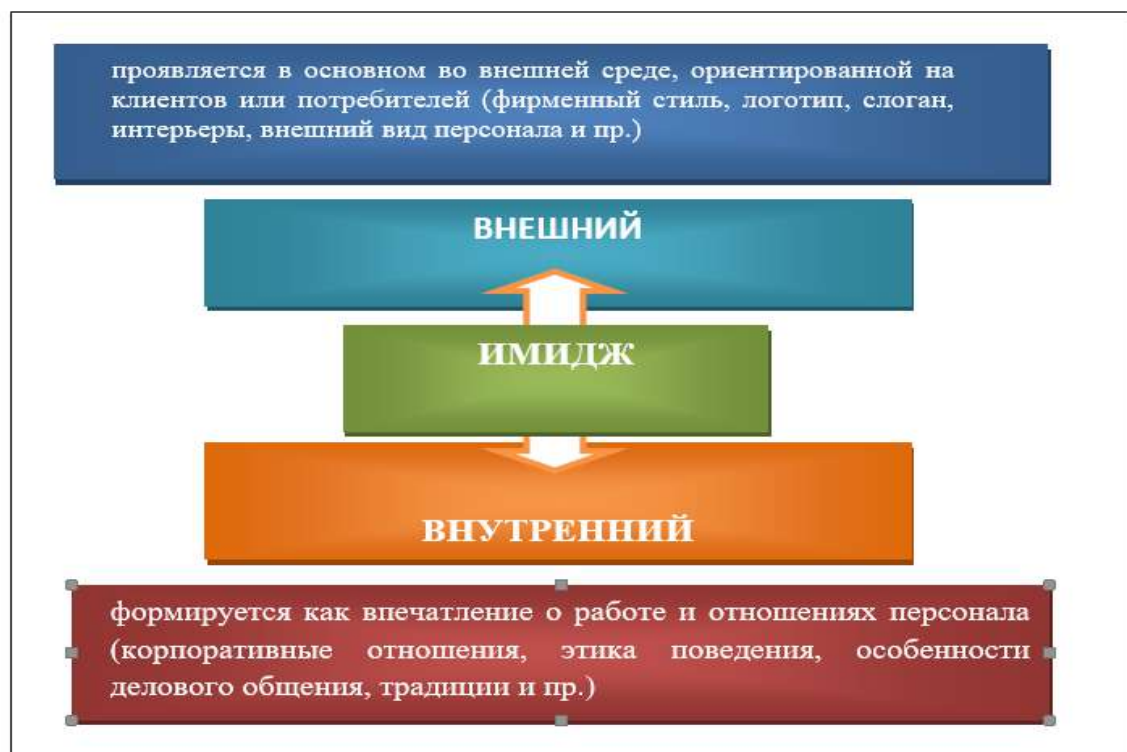 проявляется в основном во внешней среде, ориентированной на
клиентов или потребителей (фирменный стиль, логотип, слоган,
интерьеры, внешний вид персонала и пр.)
ВНЕШНИЙ
ИМИДЖ
ВНУТРЕННИЙ
формируется как впечатление о работе и отношениях персонала
(корпоративные отношения, этика поведения, особенности
делового общения, традиции и пр.)